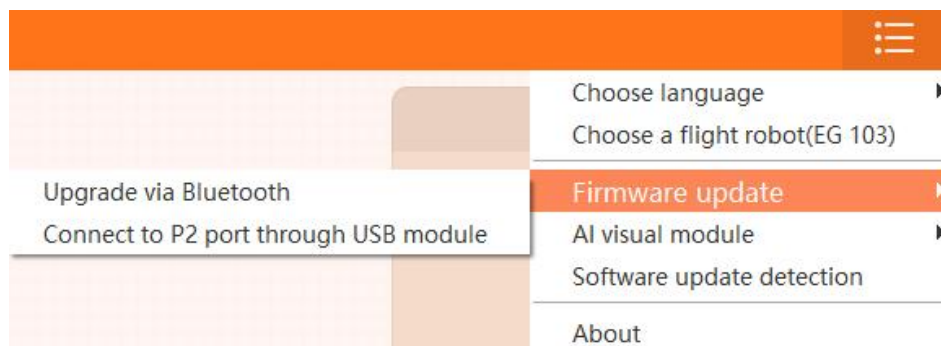 Choose language
Choose a flight robot(EG 103)
Firmware update
Upgrade via Bluetooth
Connect to P2 port through USB module
AI visual module
Software update detection
About